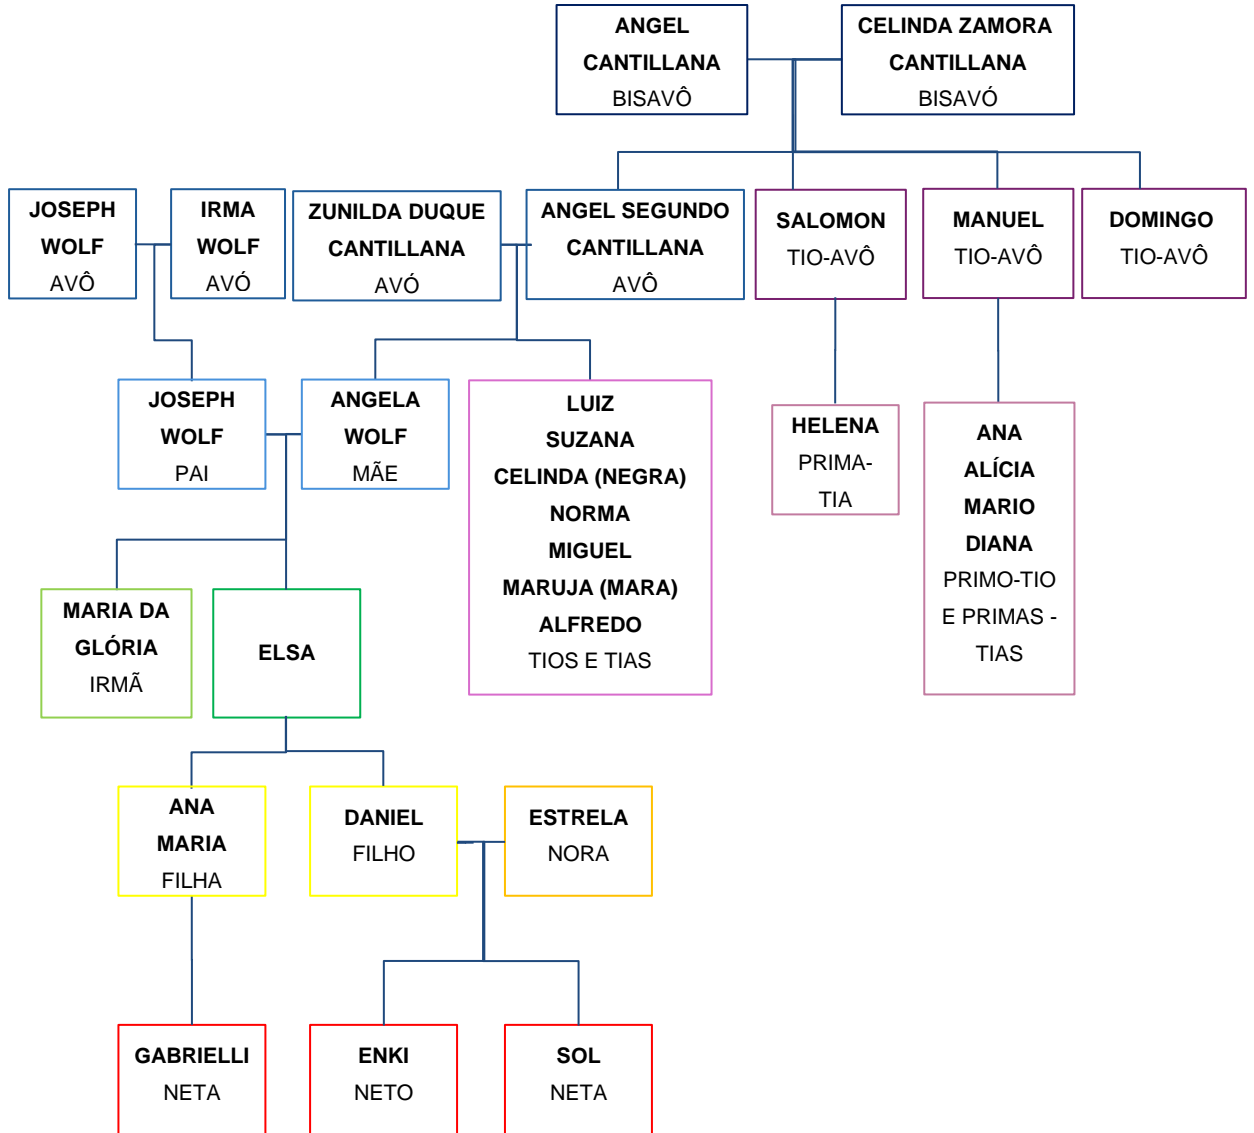 ANGEL
CANTILLANA
BISAVÔ
CELINDA ZAMORA
CANTILLANA
BISAVÓ
JOSEPH
WOLF
AVÔ
IRMA
WOLF
AVÓ
ZUNILDA DUQUE
CANTILLANA
AVÓ
ANGEL SEGUNDO
CANTILLANA
AVÔ
SALOMON
TIO-AVÔ
MANUEL
TIO-AVÔ
DOMINGO
TIO-AVÔ
JOSEPH
WOLF
PAI
ANGELA
WOLF
MÃE
LUIZ
SUZANA
CELINDA (NEGRA)
NORMA
MIGUEL
MARUJA (MARA)
ALFREDO
TIOS E TIAS
HELENA
PRIMA-
TIA
ANA
ALÍCIA
MARIO
DIANA
PRIMO-TIO
E PRIMAS -
TIAS
MARIA DA
GLÓRIA
IRMÃ
ELSA
ANA
MARIA
FILHA
DANIEL
FILHO
ESTRELA
NORA
GABRIELLI
NETA
ENKI
NETO
SOL
NETA